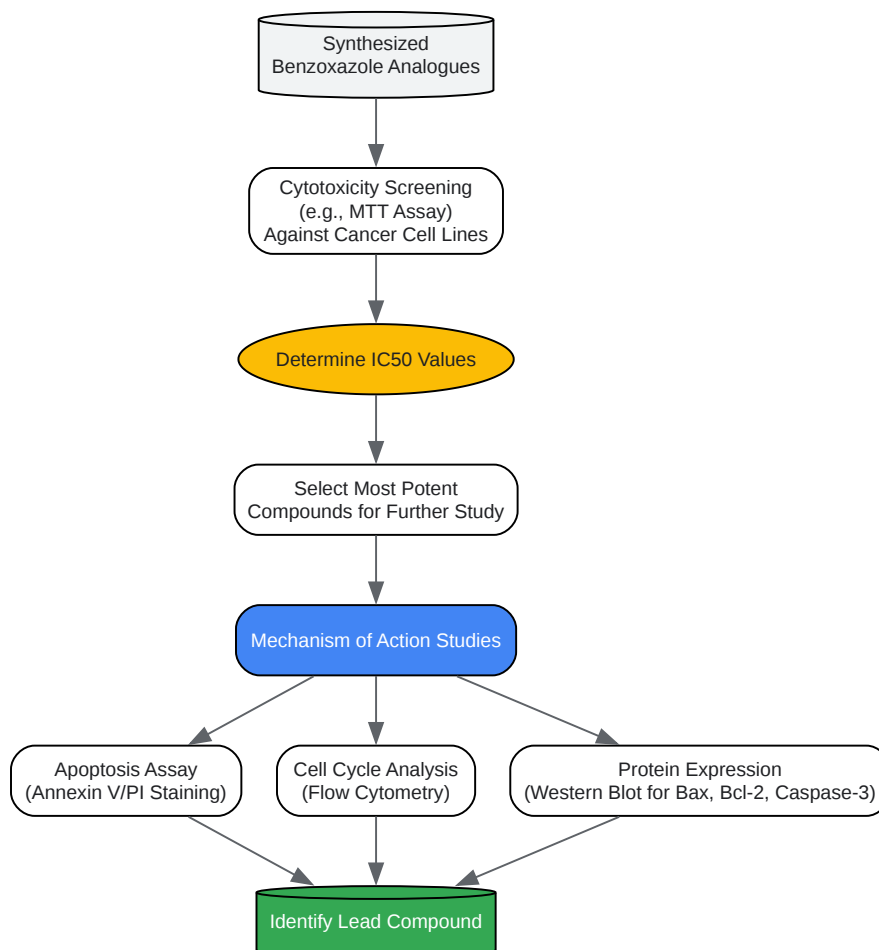 Synthesized
Benzoxazole Analogues
Cytotoxicity Screening
(e.g., MTT Assay)
Against Cancer Cell Lines
Determine IC50 Values
Select Most Potent
Compounds for Further Study
Mechanism of Action Studies
Apoptosis Assay
(Annexin V/PI Staining)
Cell Cycle Analysis
(Flow Cytometry)
Protein Expression
(Western Blot for Bax, Bcl-2, Caspase-3)
Identify Lead Compound